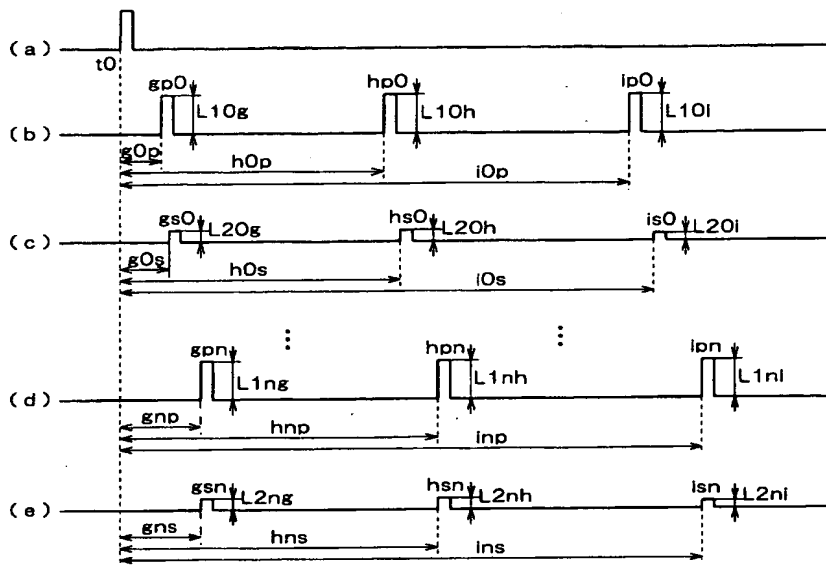 (a)
t0
gp0
hp0
ip0
(b)
L10g
L10h
L10i
g0p
h0p
i0p
gs0
hs0
is0
(c)
L20g
L20h
L20i
g0s
h0s
i0s
gpn
hpn
ipn
(d)
L1ng
L1nh
L1ni
gnp
hnp
inp
gsn
hsn
isn
(e)
L2ng
L2nh
L2ni
gns
hns
ins